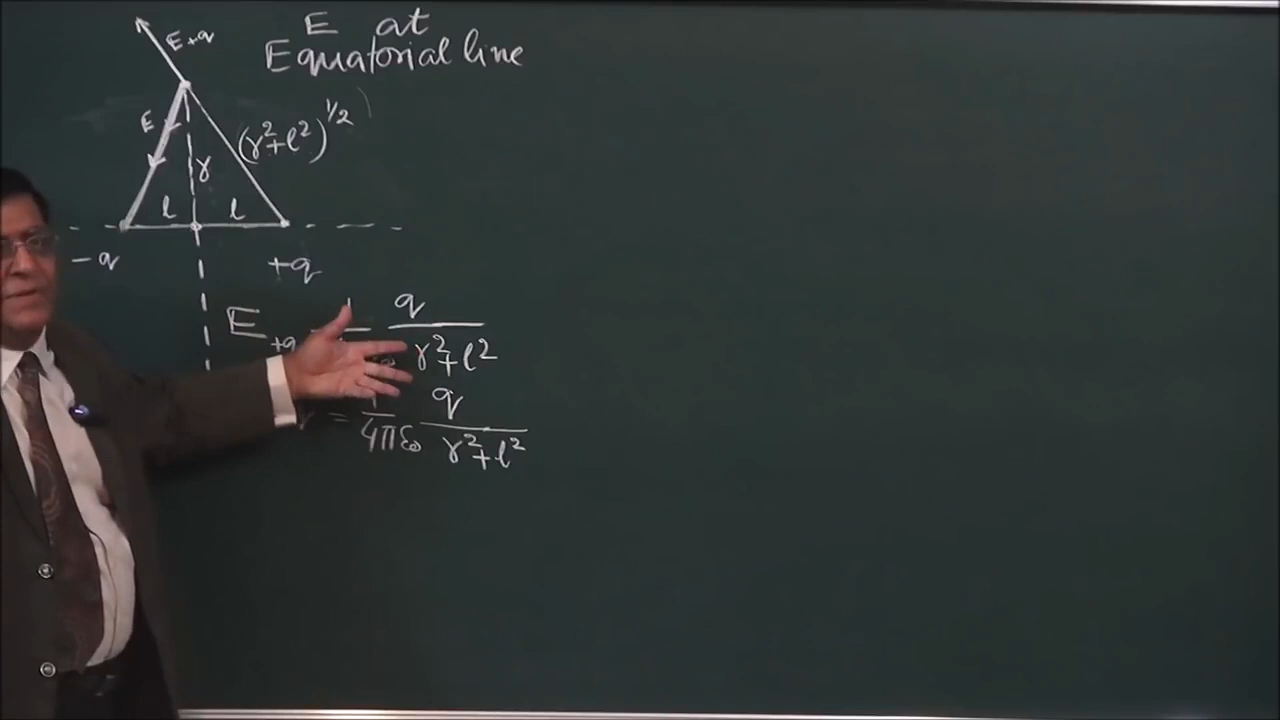 E at
Equatorial line
E+q
E
(r²+l²)^1/2
r
l l
-q +q
E+q q
r²+l²
= q
4πε₀ r²+l²